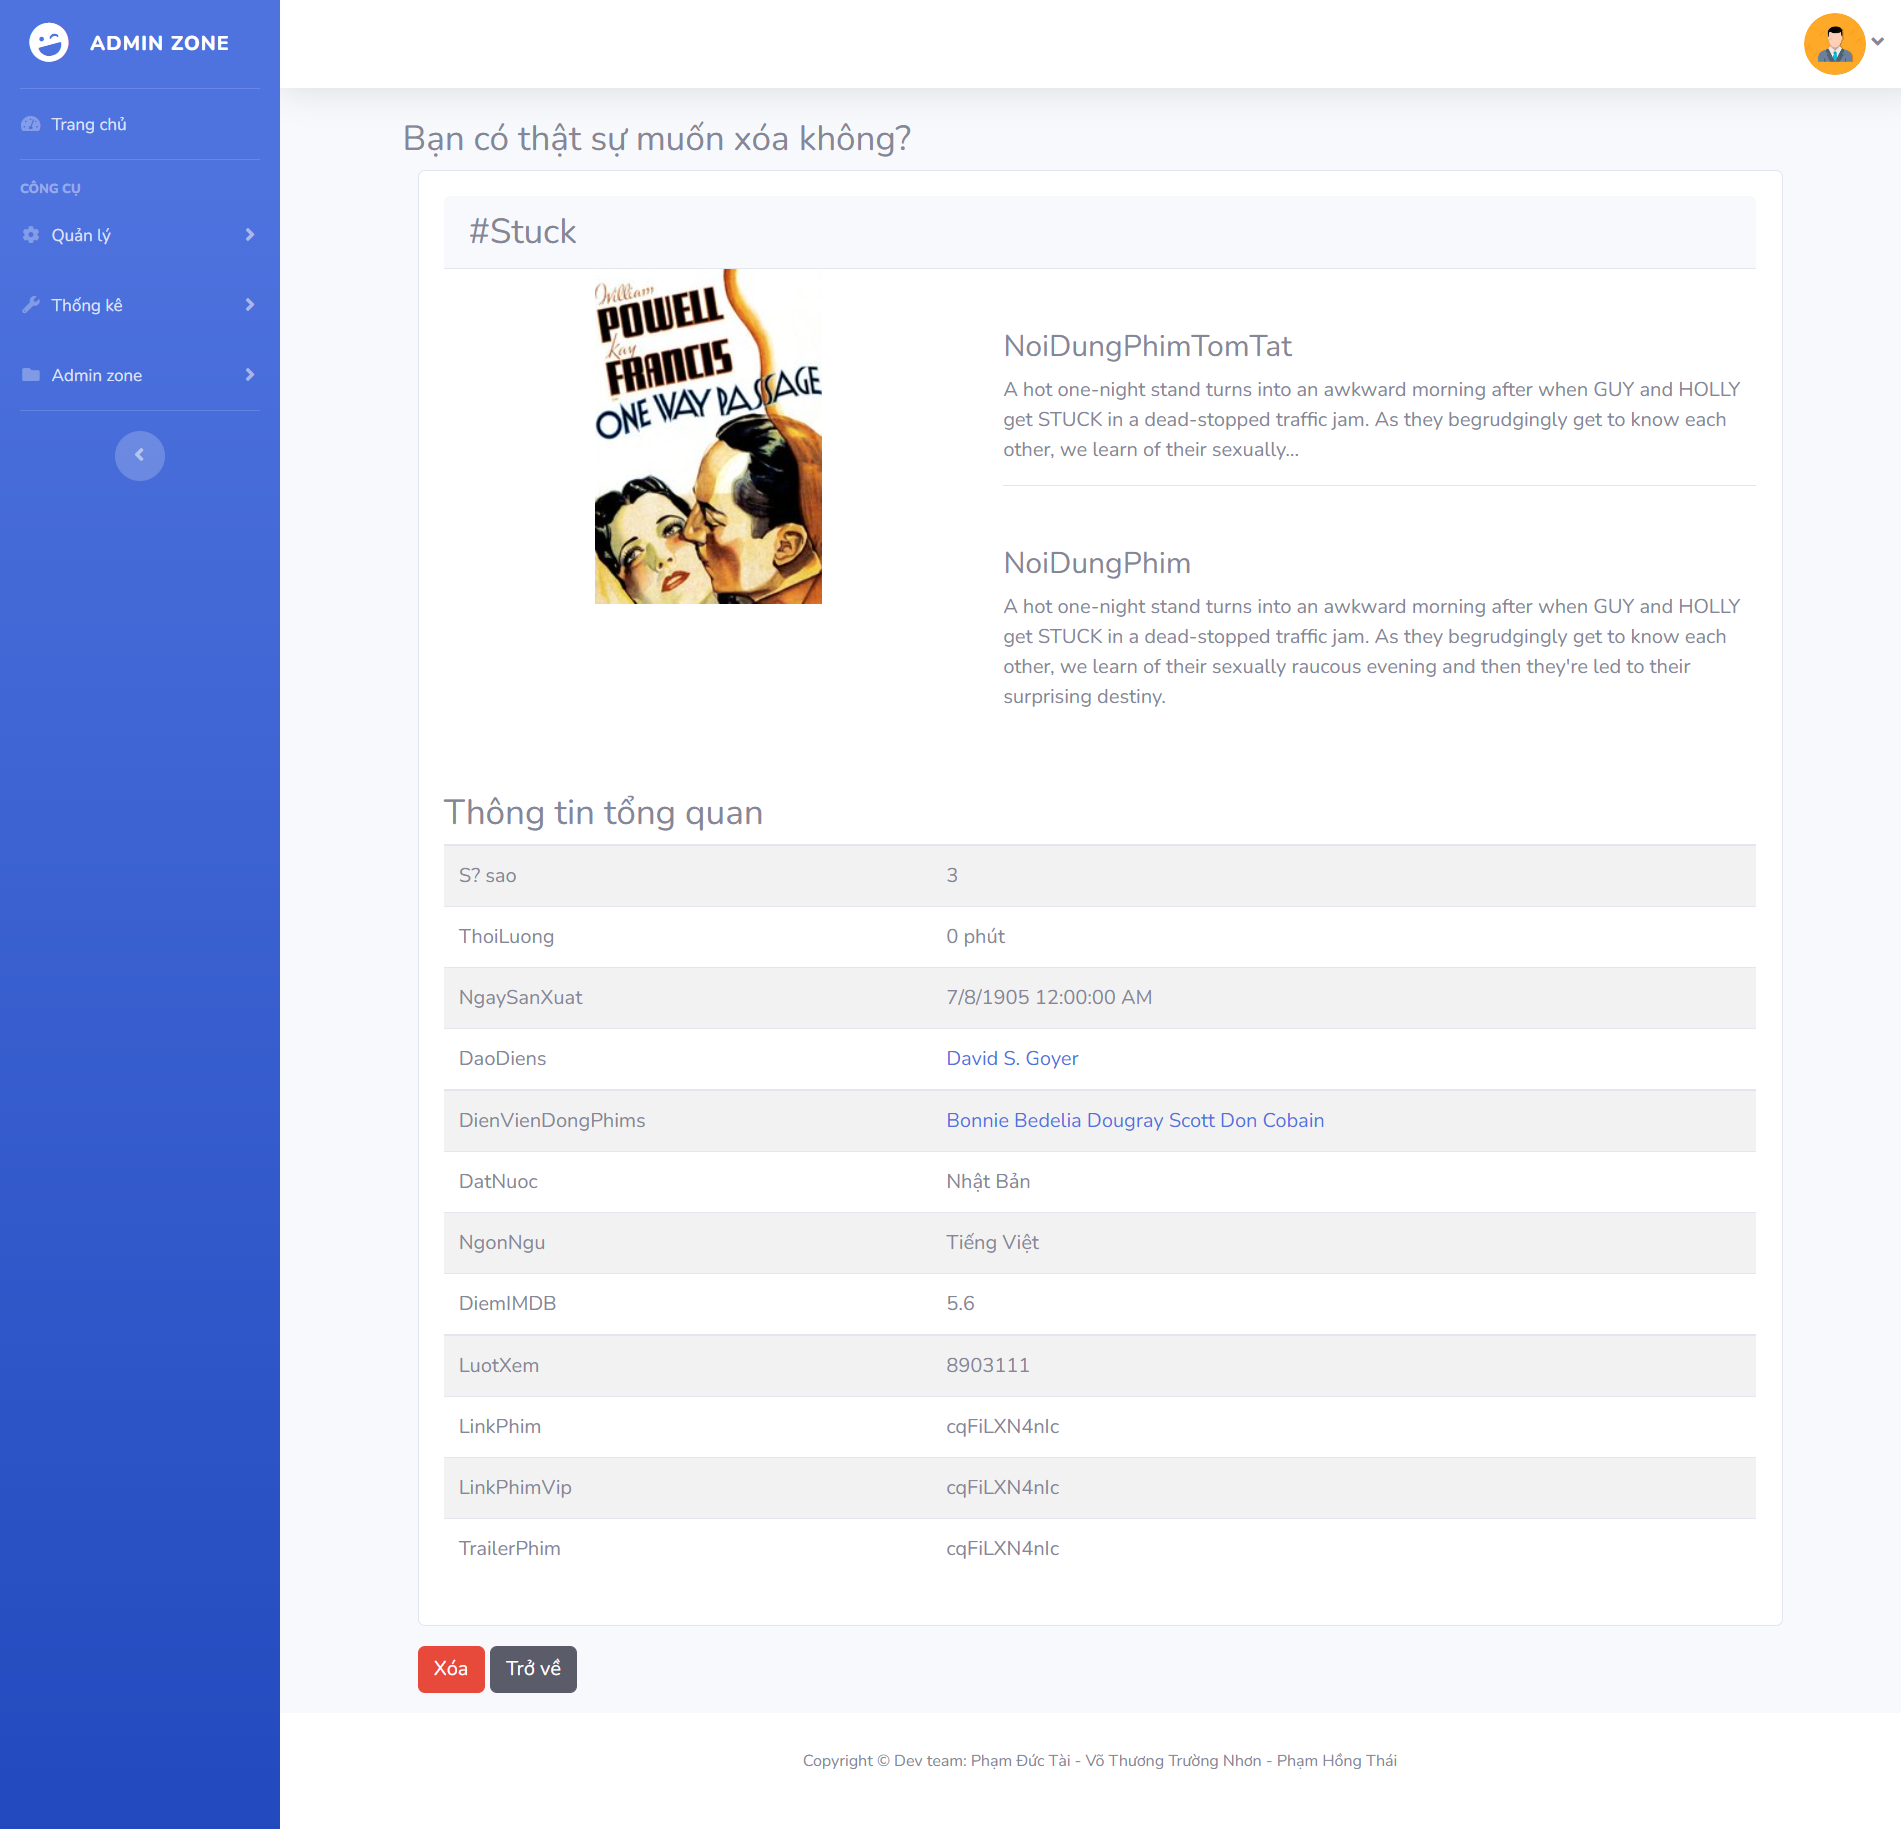 ADMIN ZONE
Trang chủ
CÔNG CỤ
Quản lý
Thống kê
Admin zone
Bạn có thật sự muốn xóa không?
#Stuck
William
POWELL
Kay
FRANCIS
ONE WAY PASSAGE
NoiDungPhimTomTat
A hot one-night stand turns into an awkward morning after when GUY and HOLLY
get STUCK in a dead-stopped traffic jam. As they begrudgingly get to know each
other, we learn of their sexually...
NoiDungPhim
A hot one-night stand turns into an awkward morning after when GUY and HOLLY
get STUCK in a dead-stopped traffic jam. As they begrudgingly get to know each
other, we learn of their sexually raucous evening and then they're led to their
surprising destiny.
Thông tin tổng quan
S? sao 3
ThoiLuong 0 phút
NgaySanXuat 7/8/1905 12:00:00 AM
DaoDiens David S. Goyer
DienVienDongPhims Bonnie Bedelia Dougray Scott Don Cobain
DatNuoc Nhật Bản
NgonNgu Tiếng Việt
DiemIMDB 5.6
LuotXem 8903111
LinkPhim cqFiLXN4nIc
LinkPhimVip cqFiLXN4nIc
TrailerPhim cqFiLXN4nIc
Xóa Trở về
Copyright © Dev team: Phạm Đức Tài - Võ Thương Trường Nhơn - Phạm Hồng Thái